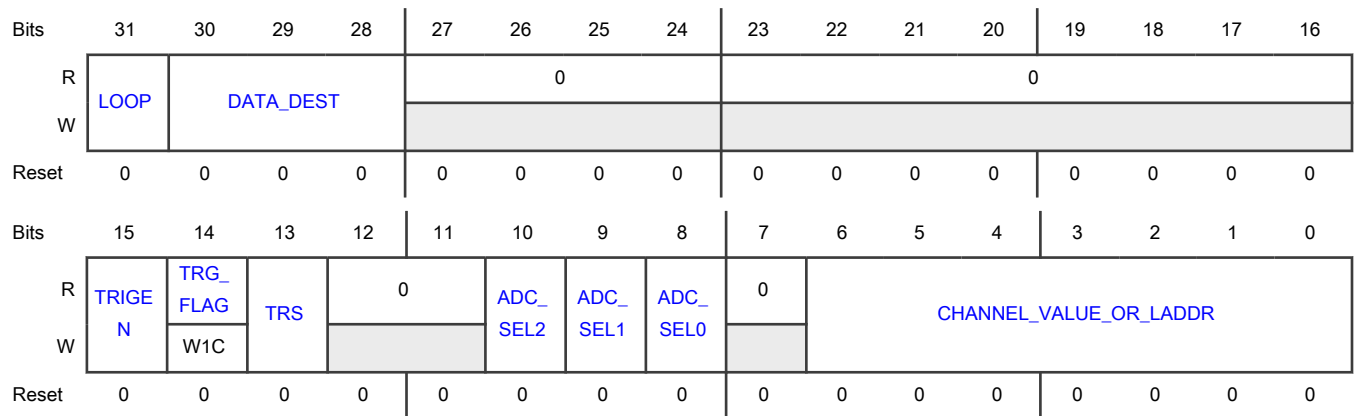 Bits 31 30 29 28 27 26 25 24 23 22 21 20 19 18 17 16
R LOOP DATA_DEST 0 0
W
Reset 0 0 0 0 0 0 0 0 0 0 0 0 0 0 0 0
Bits 15 14 13 12 11 10 9 8 7 6 5 4 3 2 1 0
R TRIGE
N TRG_
FLAG TRS 0 ADC_
SEL2 ADC_
SEL1 ADC_
SEL0 0 CHANNEL_VALUE_OR_LADDR
W W1C
Reset 0 0 0 0 0 0 0 0 0 0 0 0 0 0 0 0